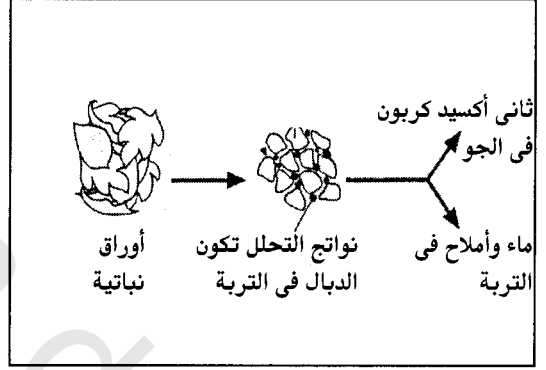 ثانى أكسيد كربون
فى الجو
ماء وأملاح فى
التربة
نواتج التحلل تكون
الدبال فى التربة
أوراق
نباتية